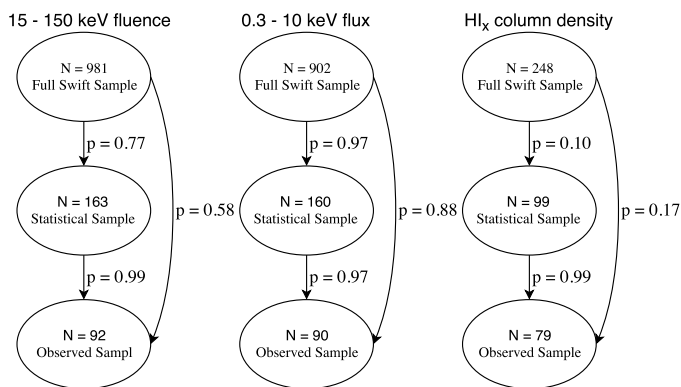 15 - 150 keV fluence
N = 981
Full Swift Sample
p = 0.77
N = 163
Statistical Sample
p = 0.58
p = 0.99
N = 92
Observed Sampl
0.3 - 10 keV flux
N = 902
Full Swift Sample
p = 0.97
N = 160
Statistical Sample
p = 0.88
p = 0.97
N = 90
Observed Sample
HIx column density
N = 248
Full Swift Sample
p = 0.10
N = 99
Statistical Sample
p = 0.17
p = 0.99
N = 79
Observed Sample